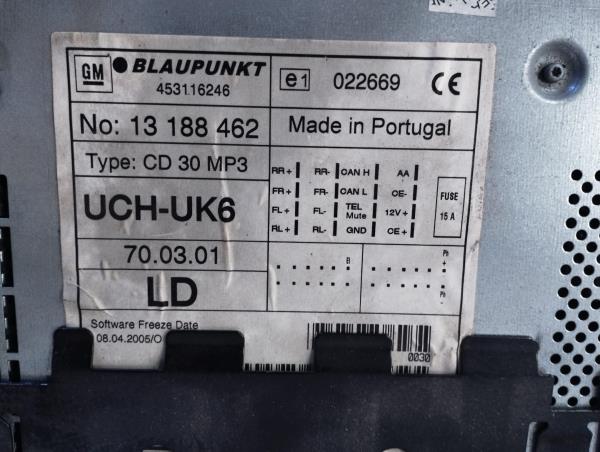 GM BLAUPUNKT
453116246
e1 022669 CE
No: 13 188 462
Made in Portugal
Type: CD 30 MP3
UCH-UK6
70.03.01
LD
RR+ RR- CAN H AA
FR+ FR- CAN L CE-
FL+ FL- TEL Mute 12V+
RL+ RL- GND CE+
FUSE
15 A
Software Freeze Date
08.04.2005/O
0030